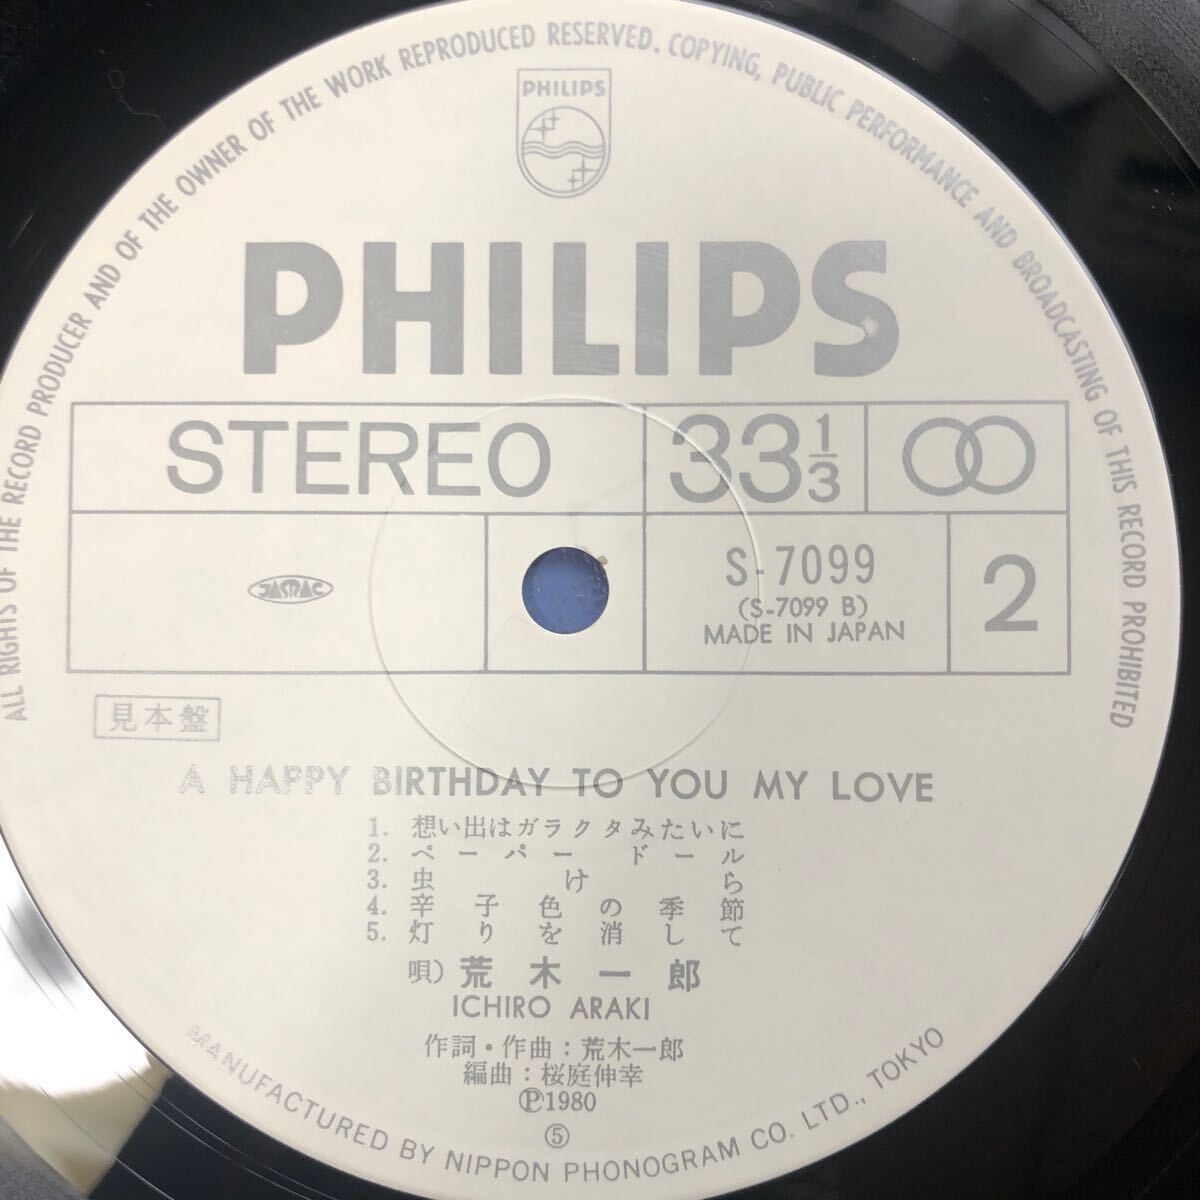 ALL RIGHTS OF THE RECORD PRODUCER AND OF THE OWNER OF THE WORK REPRODUCED RESERVED. COPYING, PUBLIC PERFORMANCE AND BROADCASTING OF THIS RECORD PROHIBITED
PHILIPS
PHILIPS
STEREO
33 1/3
JASRAC
S-7099
(S-7099 B)
MADE IN JAPAN
2
見本盤
A HAPPY BIRTHDAY TO YOU MY LOVE
1. 想い出はガラクタみたいに
2. ペーパー ドール
3. 虫けら
4. 辛子色の季節
5. 灯りを消して
唄) 荒木一郎
ICHIRO ARAKI
作詞・作曲：荒木一郎
編曲：桜庭伸幸
Ⓟ1980
⑤
MANUFACTURED BY NIPPON PHONOGRAM CO. LTD., TOKYO